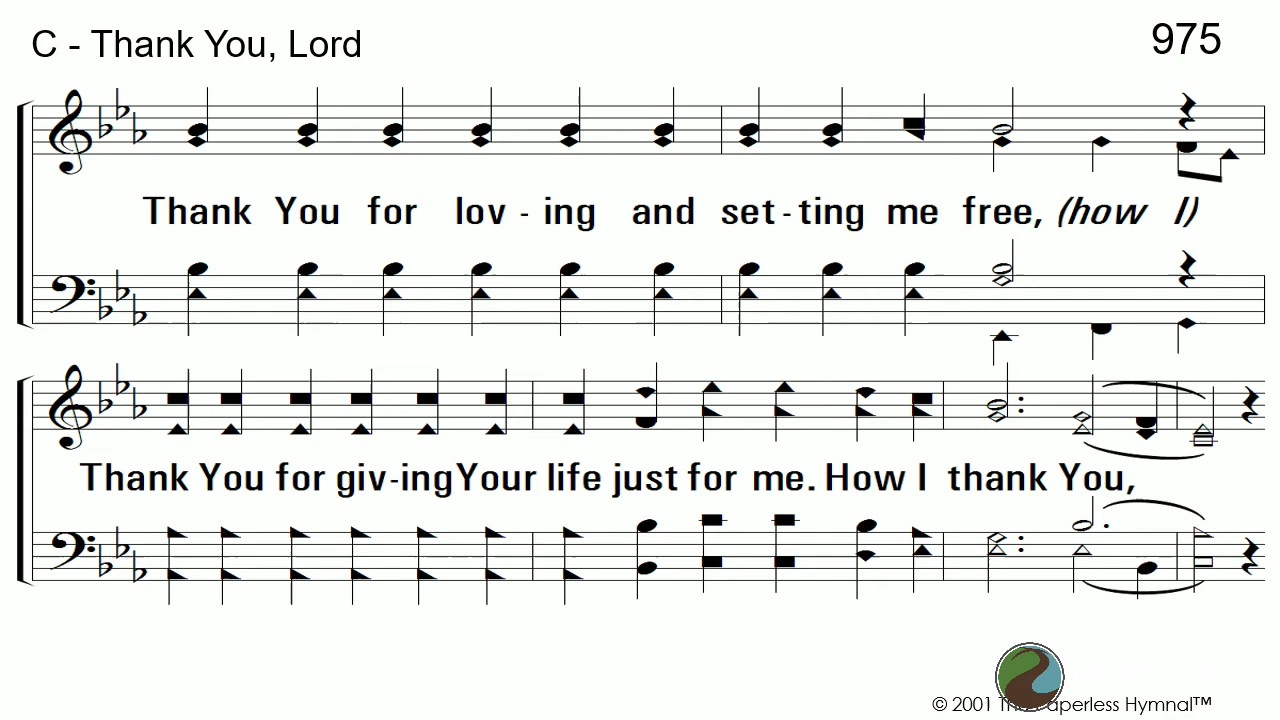 C - Thank You, Lord 975
Thank You for lov - ing and set - ting me free, (how I)
Thank You for giv-ing Your life just for me. How I thank You,
© 2001 The Paperless Hymnal™